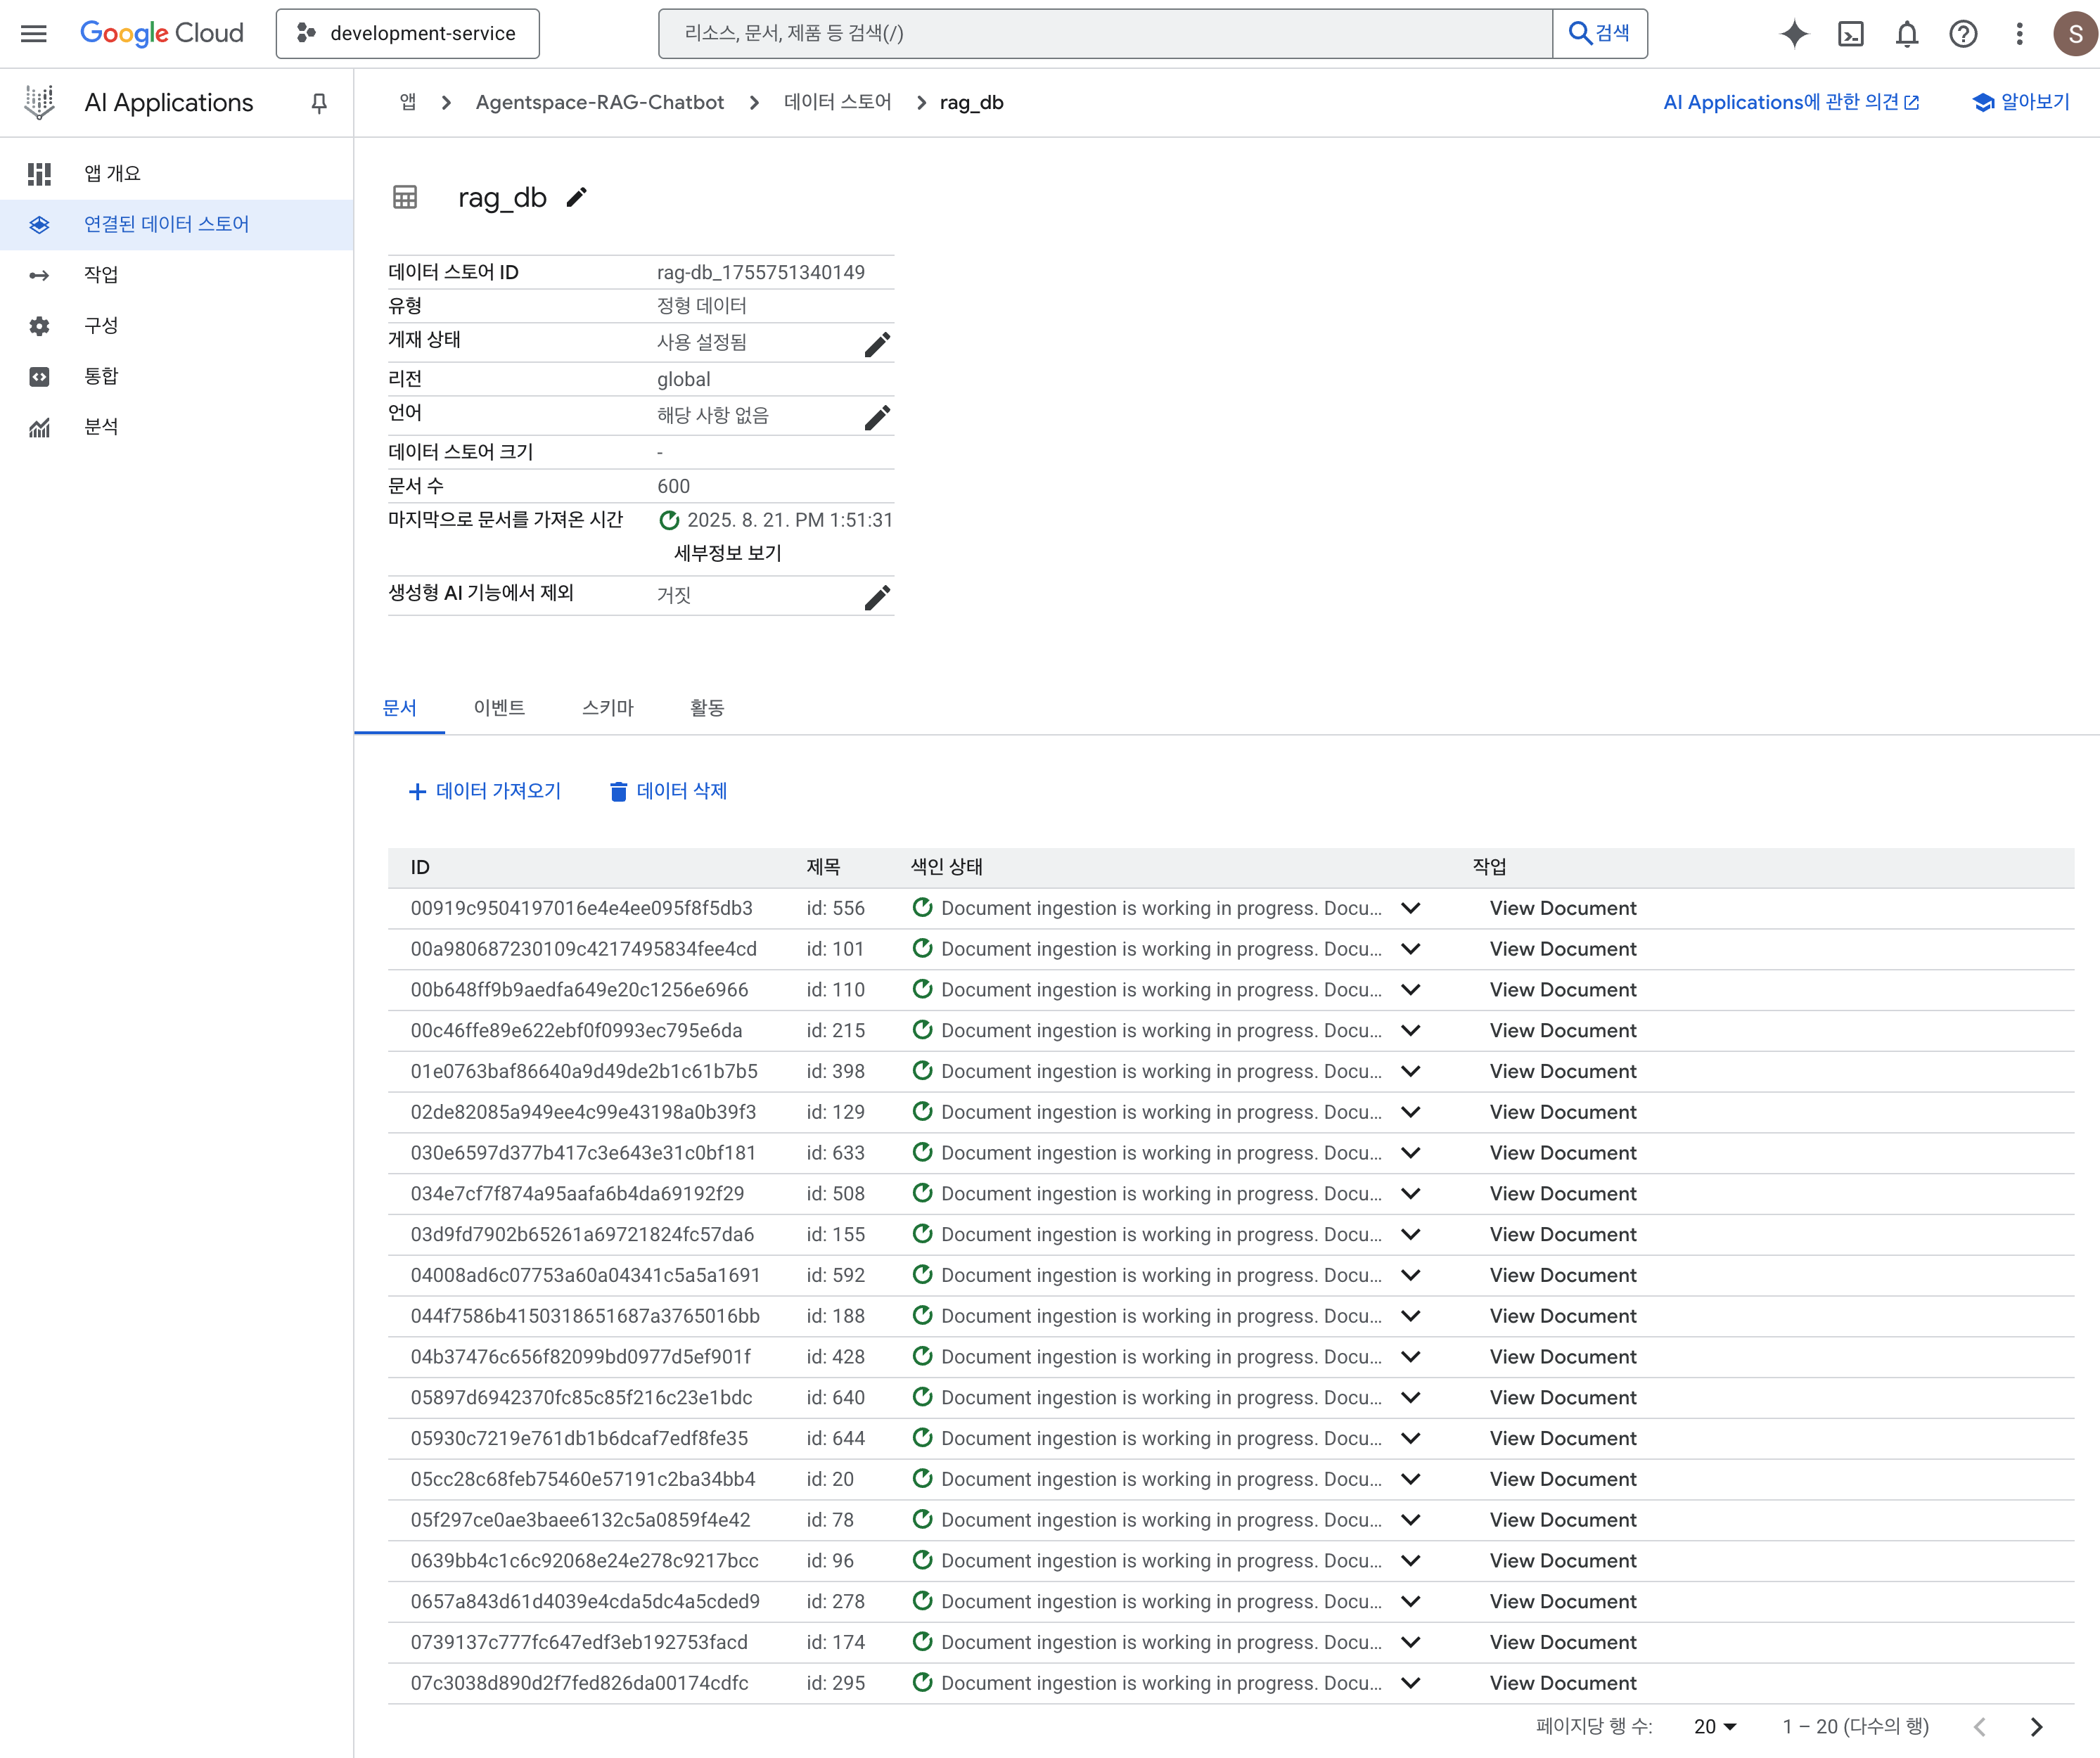 Google Cloud
development-service
리소스, 문서, 제품 등 검색(/)
검색
S
AI Applications
앱
Agentspace-RAG-Chatbot
데이터 스토어
rag_db
AI Applications에 관한 의견
알아보기
앱 개요
연결된 데이터 스토어
작업
구성
통합
분석
rag_db
데이터 스토어 ID rag-db_1755751340149
유형 정형 데이터
게재 상태 사용 설정됨
리전 global
언어 해당 사항 없음
데이터 스토어 크기 -
문서 수 600
마지막으로 문서를 가져온 시간 2025. 8. 21. PM 1:51:31
세부정보 보기
생성형 AI 기능에서 제외 거짓
문서 이벤트 스키마 활동
데이터 가져오기 데이터 삭제
ID 제목 색인 상태 작업
00919c9504197016e4e4ee095f8f5db3 id: 556 Document ingestion is working in progress. Docu... View Document
00a980687230109c4217495834fee4cd id: 101 Document ingestion is working in progress. Docu... View Document
00b648ff9b9aedfa649e20c1256e6966 id: 110 Document ingestion is working in progress. Docu... View Document
00c46ffe89e622ebf0f0993ec795e6da id: 215 Document ingestion is working in progress. Docu... View Document
01e0763baf86640a9d49de2b1c61b7b5 id: 398 Document ingestion is working in progress. Docu... View Document
02de82085a949ee4c99e43198a0b39f3 id: 129 Document ingestion is working in progress. Docu... View Document
030e6597d377b417c3e643e31c0bf181 id: 633 Document ingestion is working in progress. Docu... View Document
034e7cf7f874a95aafa6b4da69192f29 id: 508 Document ingestion is working in progress. Docu... View Document
03d9fd7902b65261a69721824fc57da6 id: 155 Document ingestion is working in progress. Docu... View Document
04008ad6c07753a60a04341c5a5a1691 id: 592 Document ingestion is working in progress. Docu... View Document
044f7586b4150318651687a3765016bb id: 188 Document ingestion is working in progress. Docu... View Document
04b37476c656f82099bd0977d5ef901f id: 428 Document ingestion is working in progress. Docu... View Document
05897d6942370fc85c85f216c23e1bdc id: 640 Document ingestion is working in progress. Docu... View Document
05930c7219e761db1b6dcaf7edf8fe35 id: 644 Document ingestion is working in progress. Docu... View Document
05cc28c68feb75460e57191c2ba34bb4 id: 20 Document ingestion is working in progress. Docu... View Document
05f297ce0ae3baee6132c5a0859f4e42 id: 78 Document ingestion is working in progress. Docu... View Document
0639bb4c1c6c92068e24e278c9217bcc id: 96 Document ingestion is working in progress. Docu... View Document
0657a843d61d4039e4cda5dc4a5cded9 id: 278 Document ingestion is working in progress. Docu... View Document
0739137c777fc647edf3eb192753facd id: 174 Document ingestion is working in progress. Docu... View Document
07c3038d890d2f7fed826da00174cdfc id: 295 Document ingestion is working in progress. Docu... View Document
페이지당 행 수: 20 1 – 20 (다수의 행)